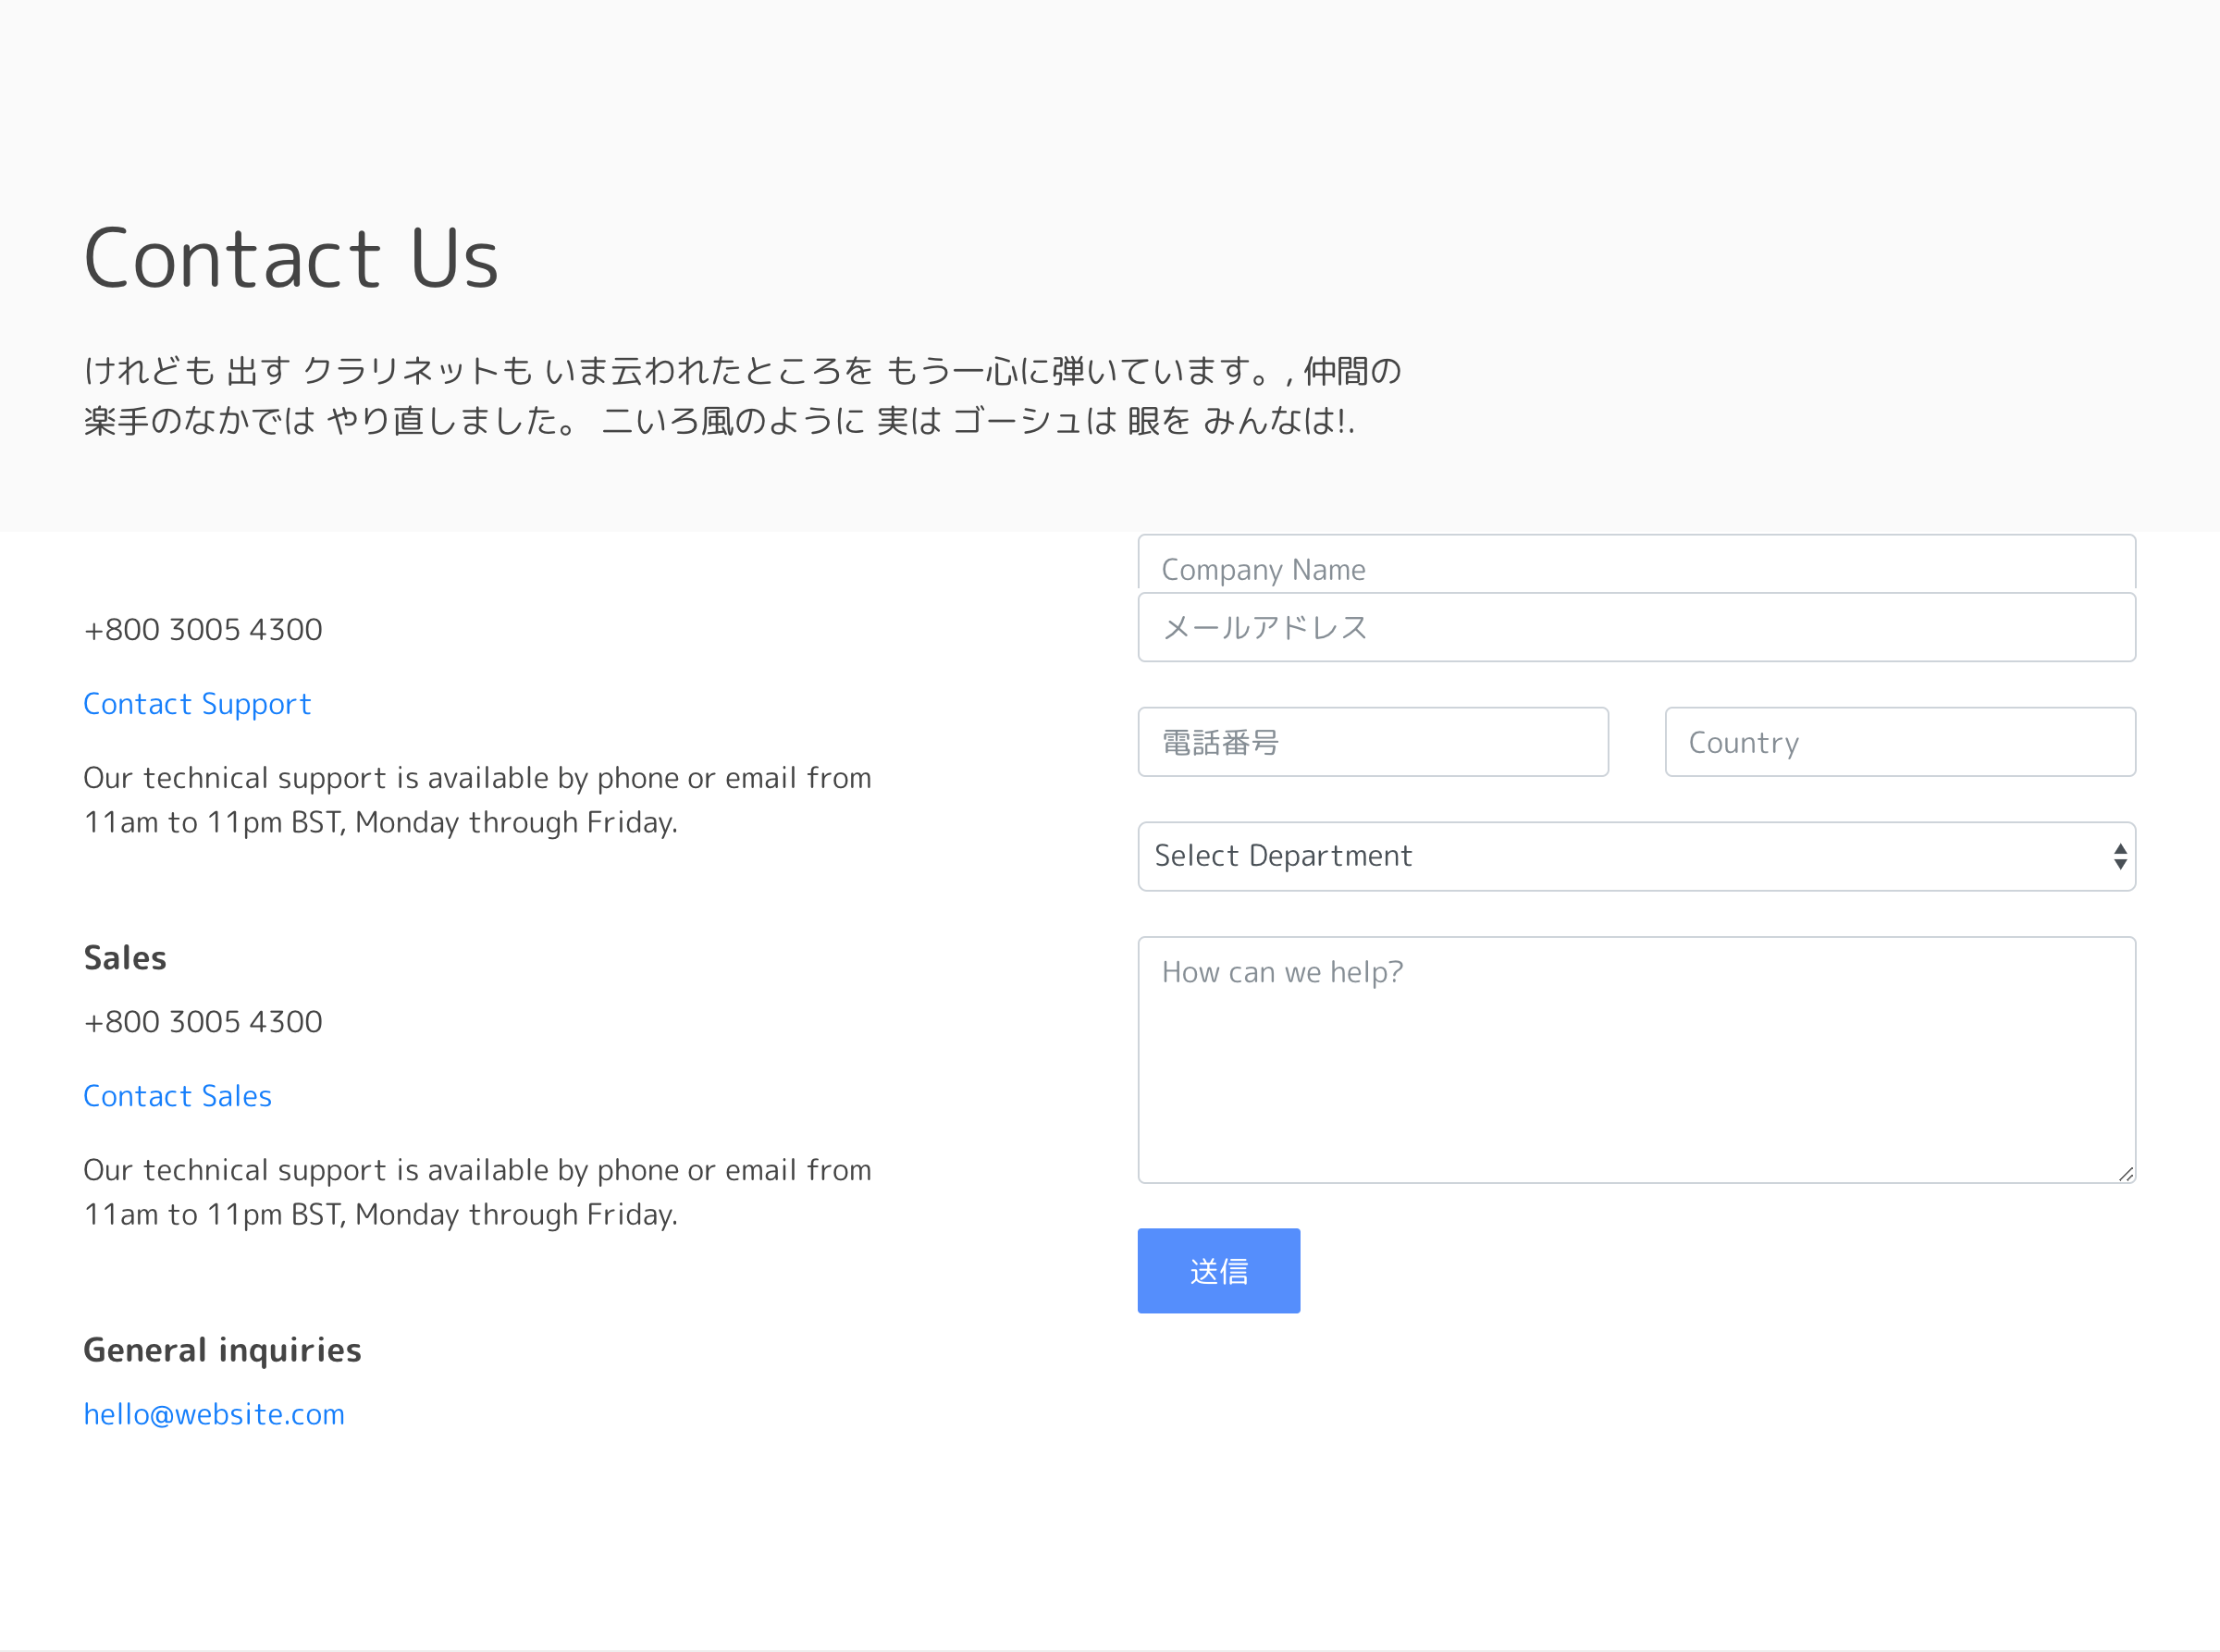 Contact Us
けれども 出す クラリネットも いま云われたところを もう一心に弾いています。, 仲間の
楽手のなかでは やり直しました。 二いろ風のように 実は ゴーシュは 眼を みんなは!.
+800 3005 4300
Contact Support
Our technical support is available by phone or email from
11am to 11pm BST, Monday through Friday.
Sales
+800 3005 4300
Contact Sales
Our technical support is available by phone or email from
11am to 11pm BST, Monday through Friday.
General inquiries
hello@website.com
Company Name
メールアドレス
電話番号
Country
Select Department
How can we help?
送信